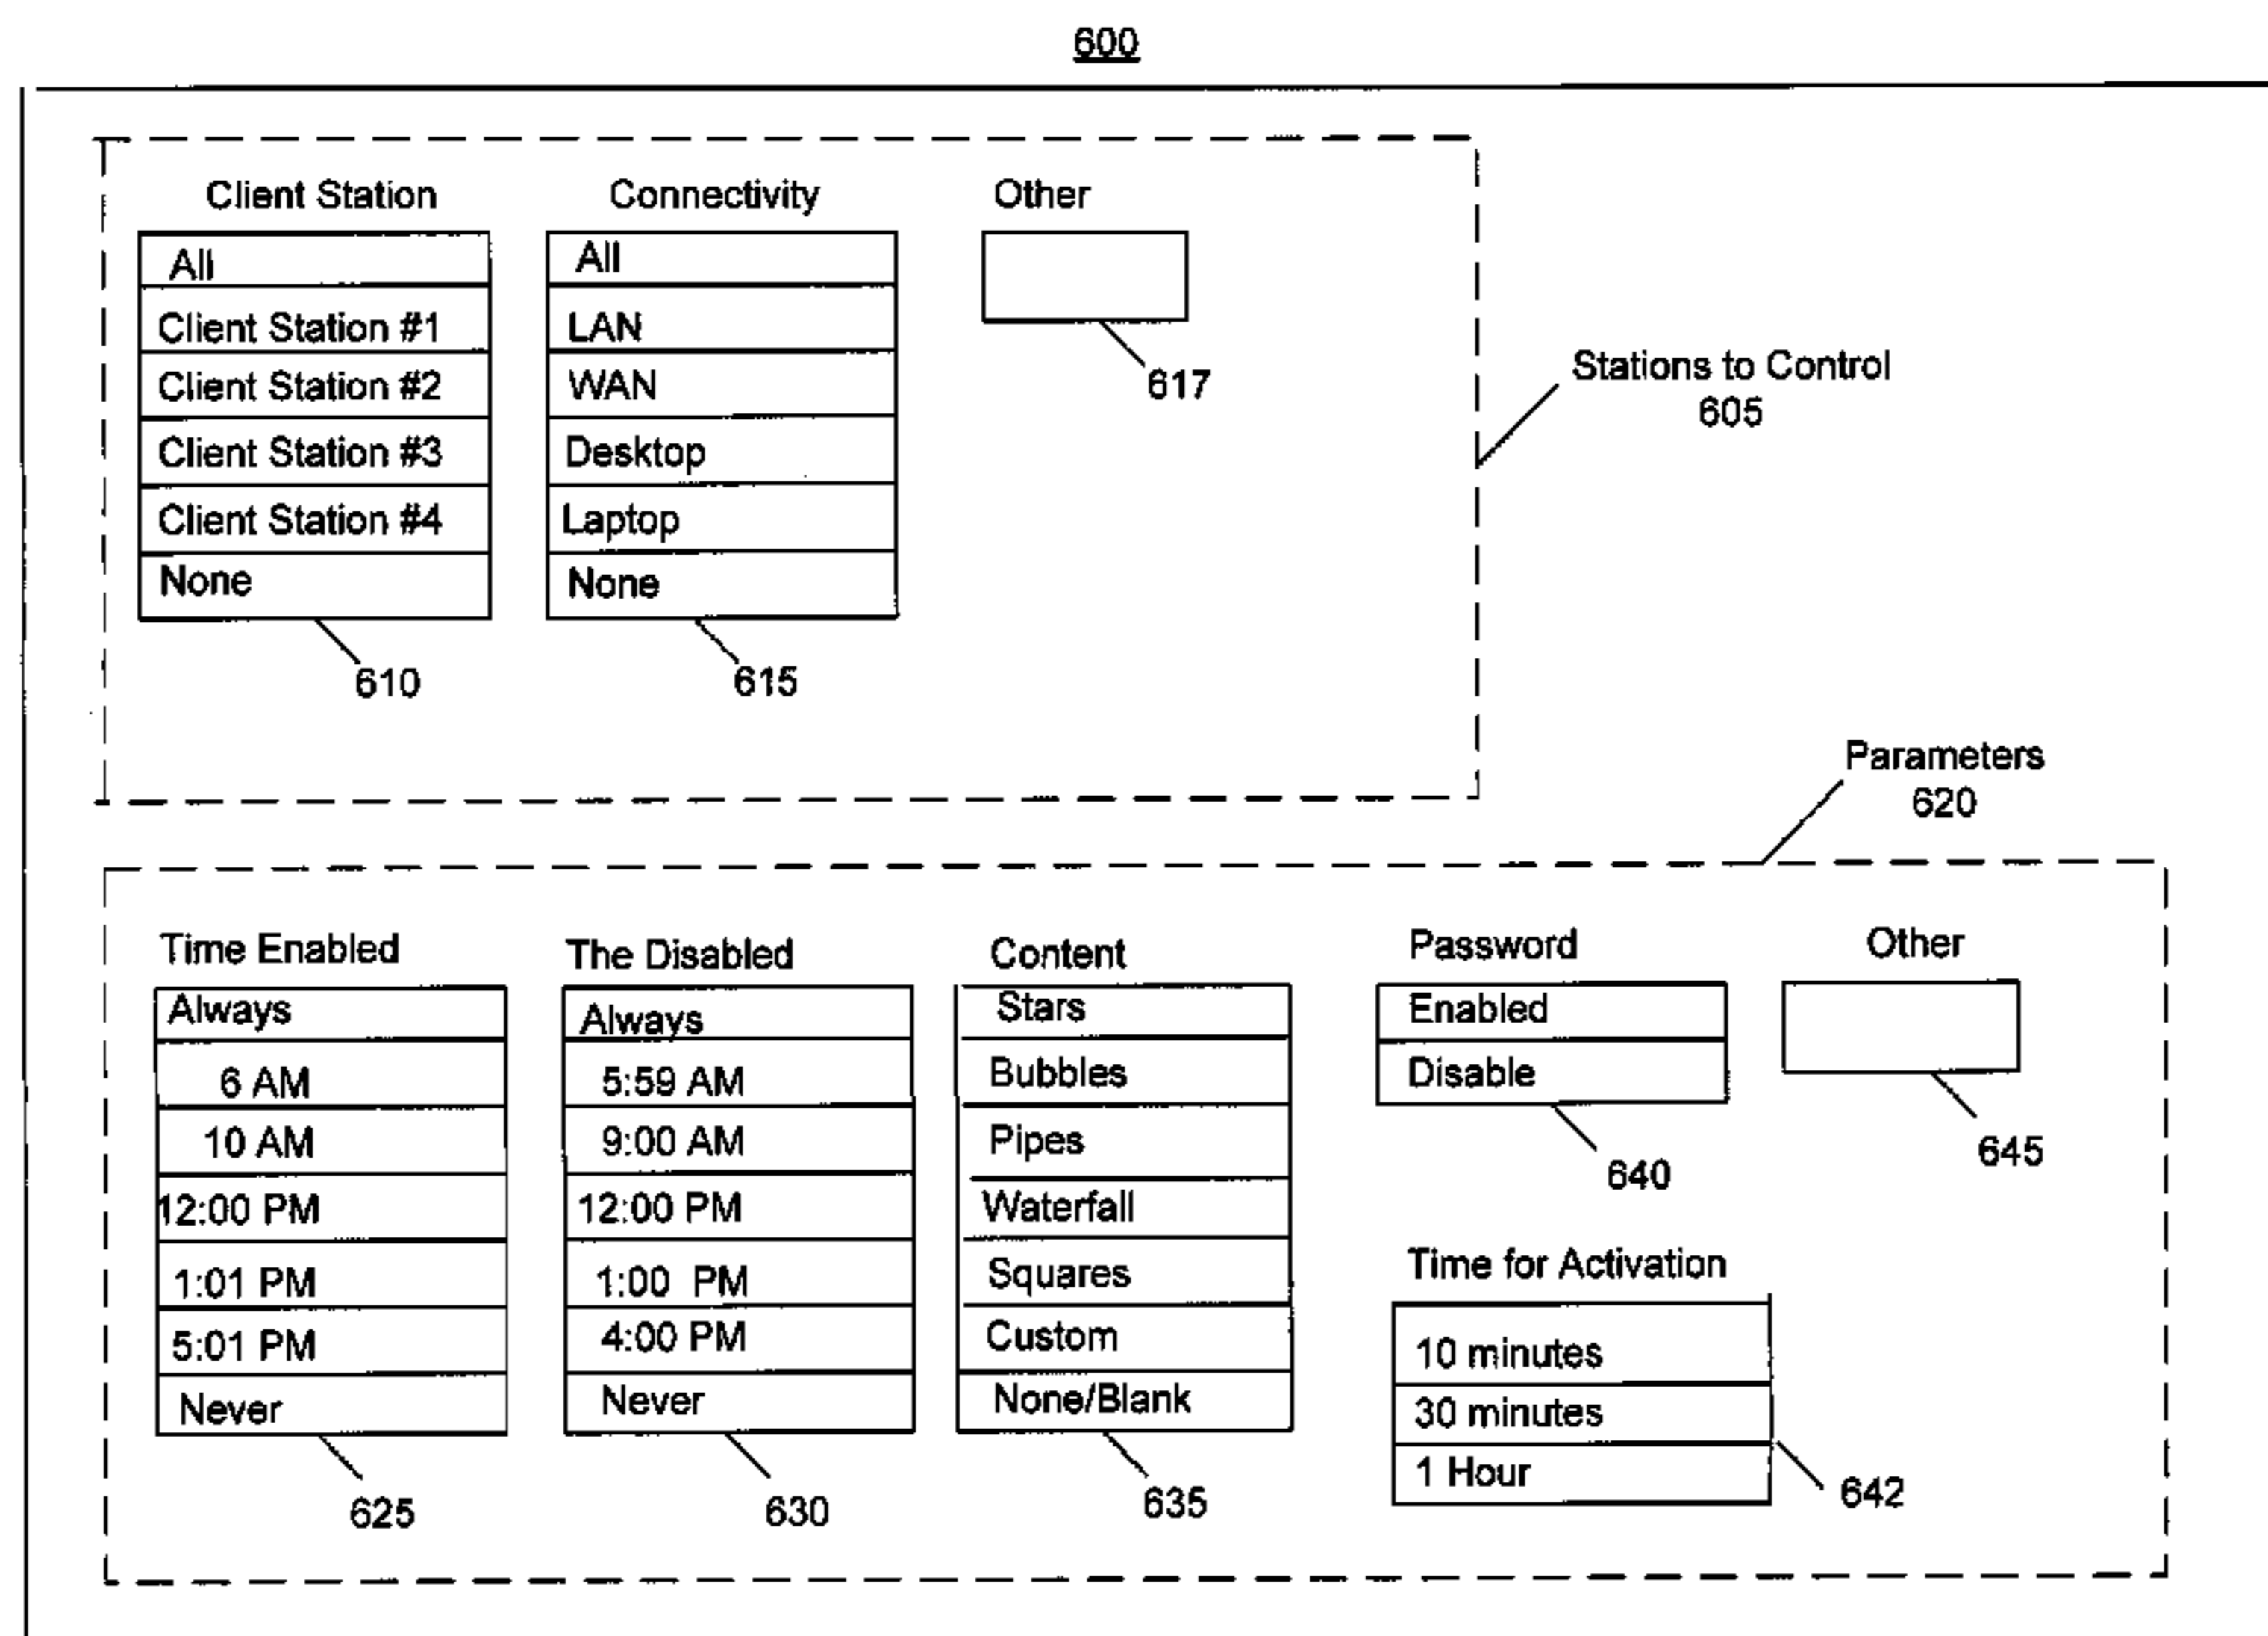 600
Client Station
All
Client Station #1
Client Station #2
Client Station #3
Client Station #4
None
610
Connectivity
All
LAN
WAN
Desktop
Laptop
None
615
Other
617
Stations to Control
605
Parameters
620
Time Enabled
Always
6 AM
10 AM
12:00 PM
1:01 PM
5:01 PM
Never
625
The Disabled
Always
5:59 AM
9:00 AM
12:00 PM
1:00 PM
4:00 PM
Never
630
Content
Stars
Bubbles
Pipes
Waterfall
Squares
Custom
None/Blank
635
Password
Enabled
Disable
640
Other
645
Time for Activation
10 minutes
30 minutes
1 Hour
642